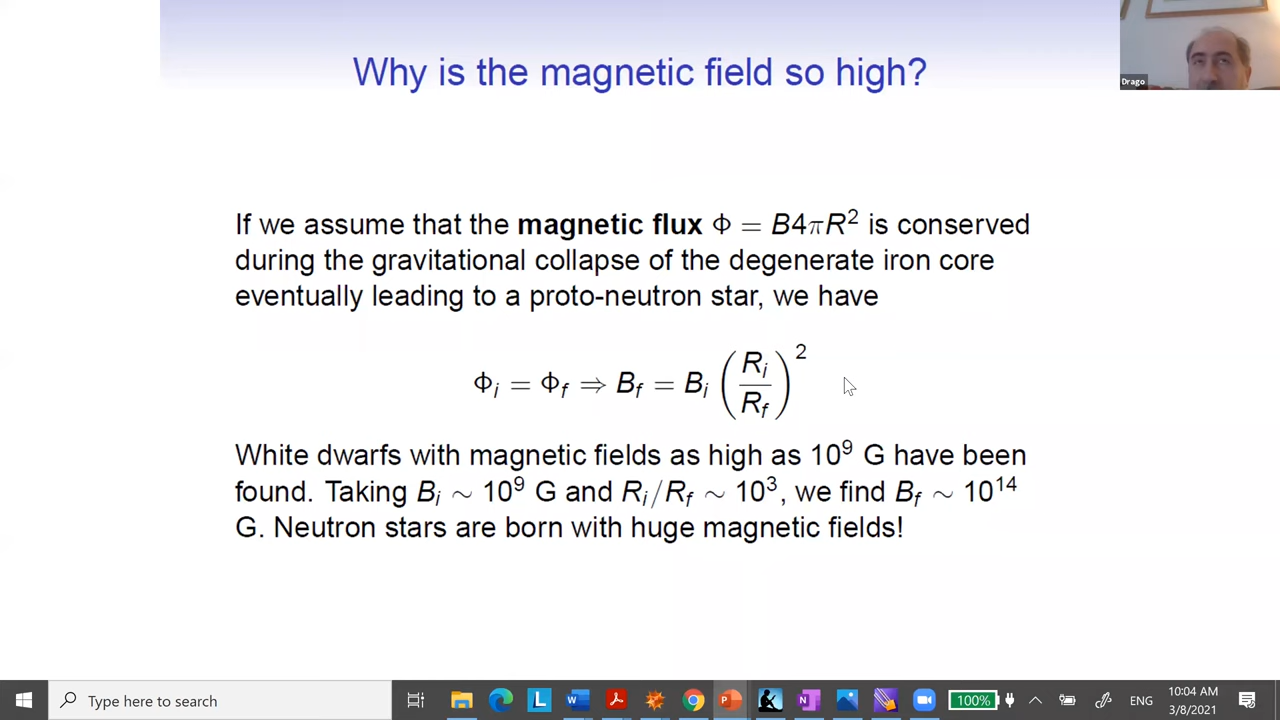 Why is the magnetic field so high?
Drago
If we assume that the magnetic flux Φ = B4πR² is conserved
during the gravitational collapse of the degenerate iron core
eventually leading to a proto-neutron star, we have
Φi = Φf ⇒ Bf = Bi (Ri/Rf)²
White dwarfs with magnetic fields as high as 10⁹ G have been
found. Taking Bi ∼ 10⁹ G and Ri/Rf ∼ 10³, we find Bf ∼ 10¹⁴
G. Neutron stars are born with huge magnetic fields!
Type here to search
100%
ENG
10:04 AM
3/8/2021